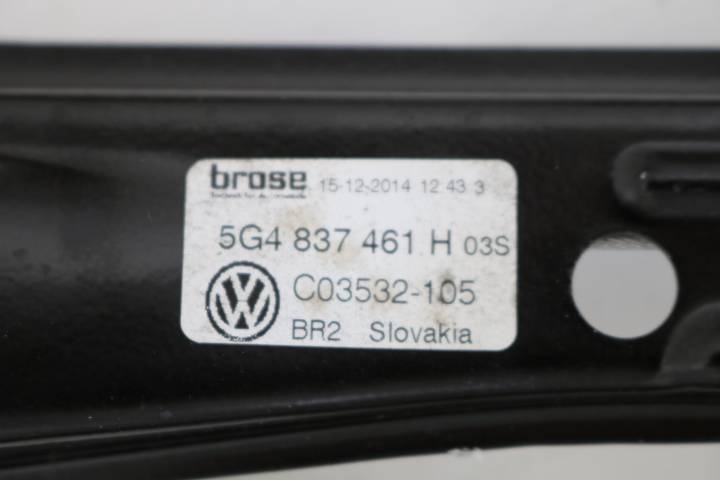 brose 15-12-2014 12 43 3
5G4 837 461 H 03S
C03532-105
BR2 Slovakia